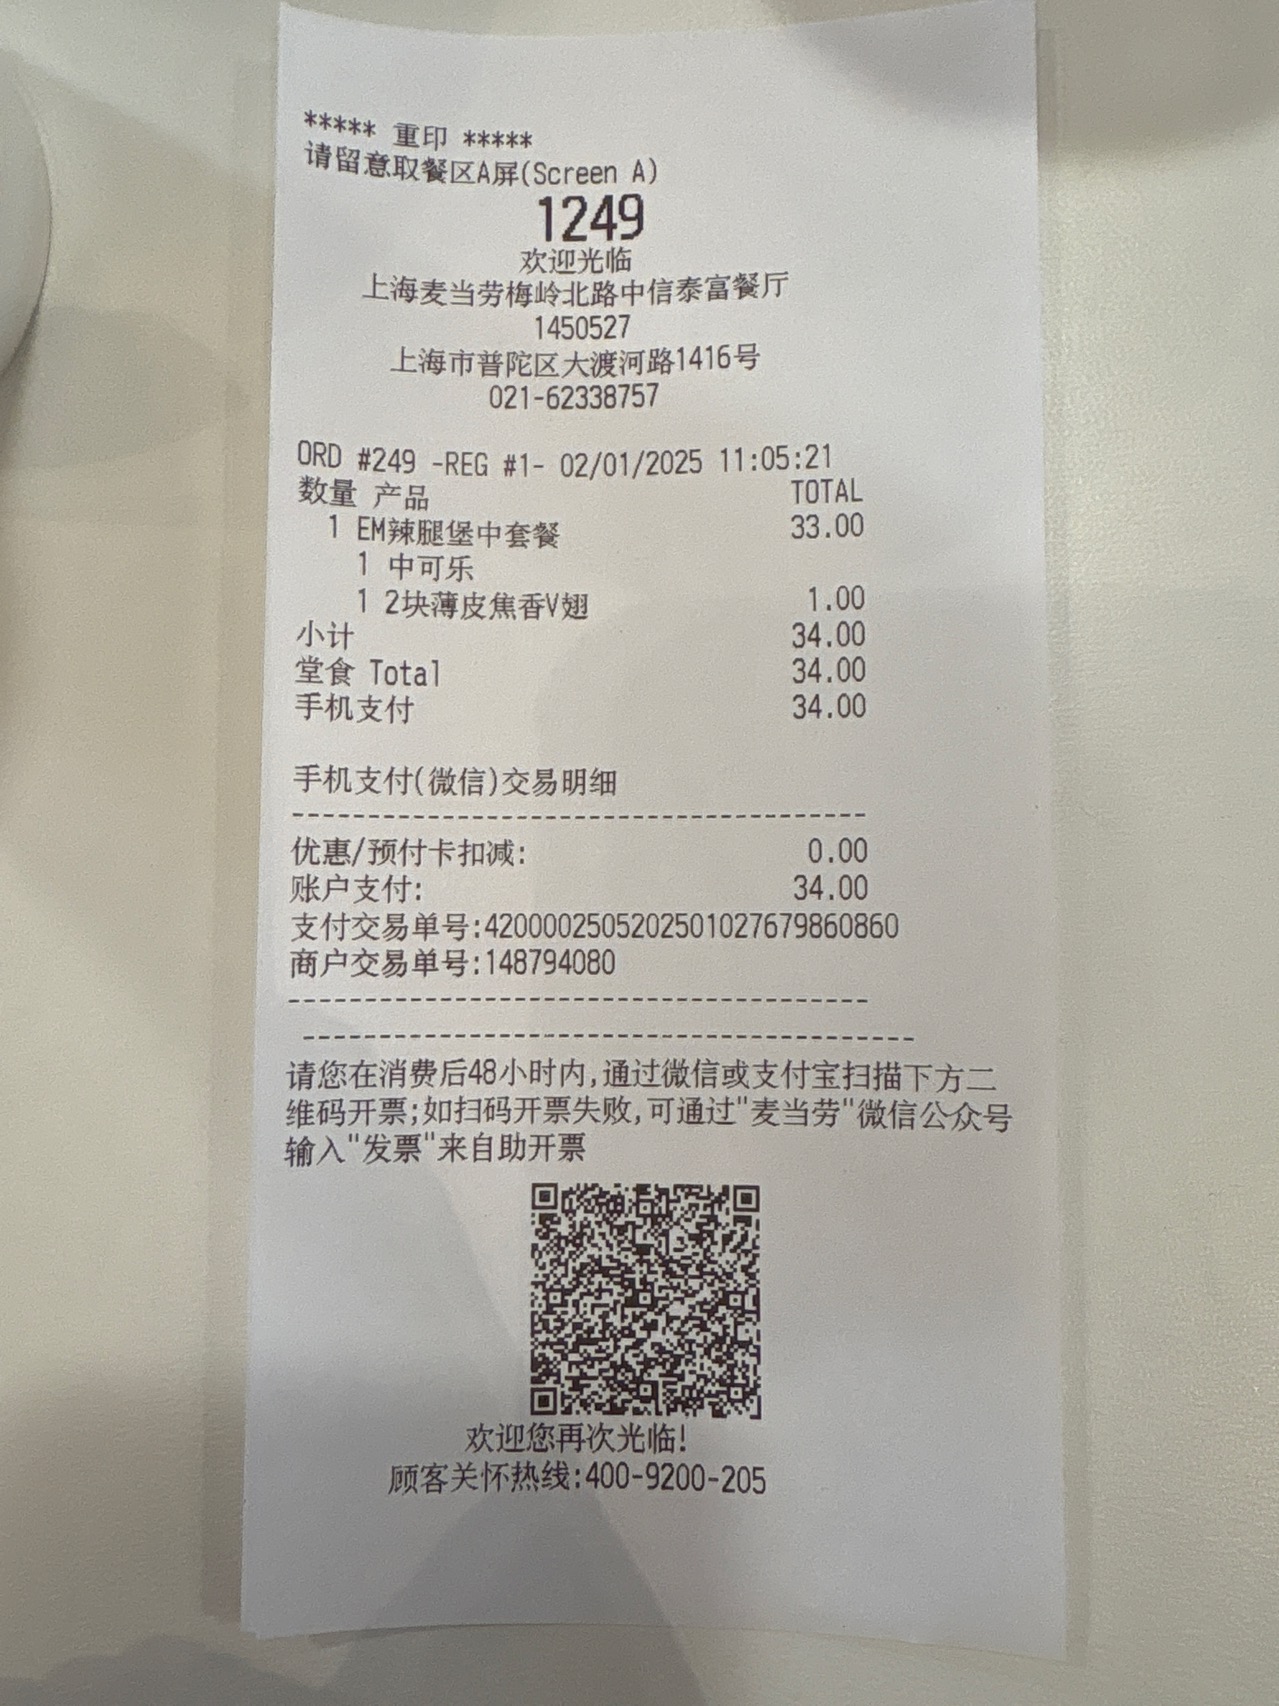 ***** 重印 *****
请留意取餐区A屏(Screen A)
1249
欢迎光临
上海麦当劳梅岭北路中信泰富餐厅
1450527
上海市普陀区大渡河路1416号
021-62338757
ORD #249 -REG #1- 02/01/2025 11:05:21
数量 产品 TOTAL
1 EM辣腿堡中套餐 33.00
1 中可乐
1 2块薄皮焦香V翅 1.00
小计 34.00
堂食 Total 34.00
手机支付 34.00
手机支付(微信)交易明细
--------------------------------------
优惠/预付卡扣减: 0.00
账户支付: 34.00
支付交易单号:4200002505202501027679860860
商户交易单号:148794080
--------------------------------------
----------------------------------------
请您在消费后48小时内,通过微信或支付宝扫描下方二
维码开票;如扫码开票失败,可通过"麦当劳"微信公众号
输入"发票"来自助开票
欢迎您再次光临!
顾客关怀热线:400-9200-205